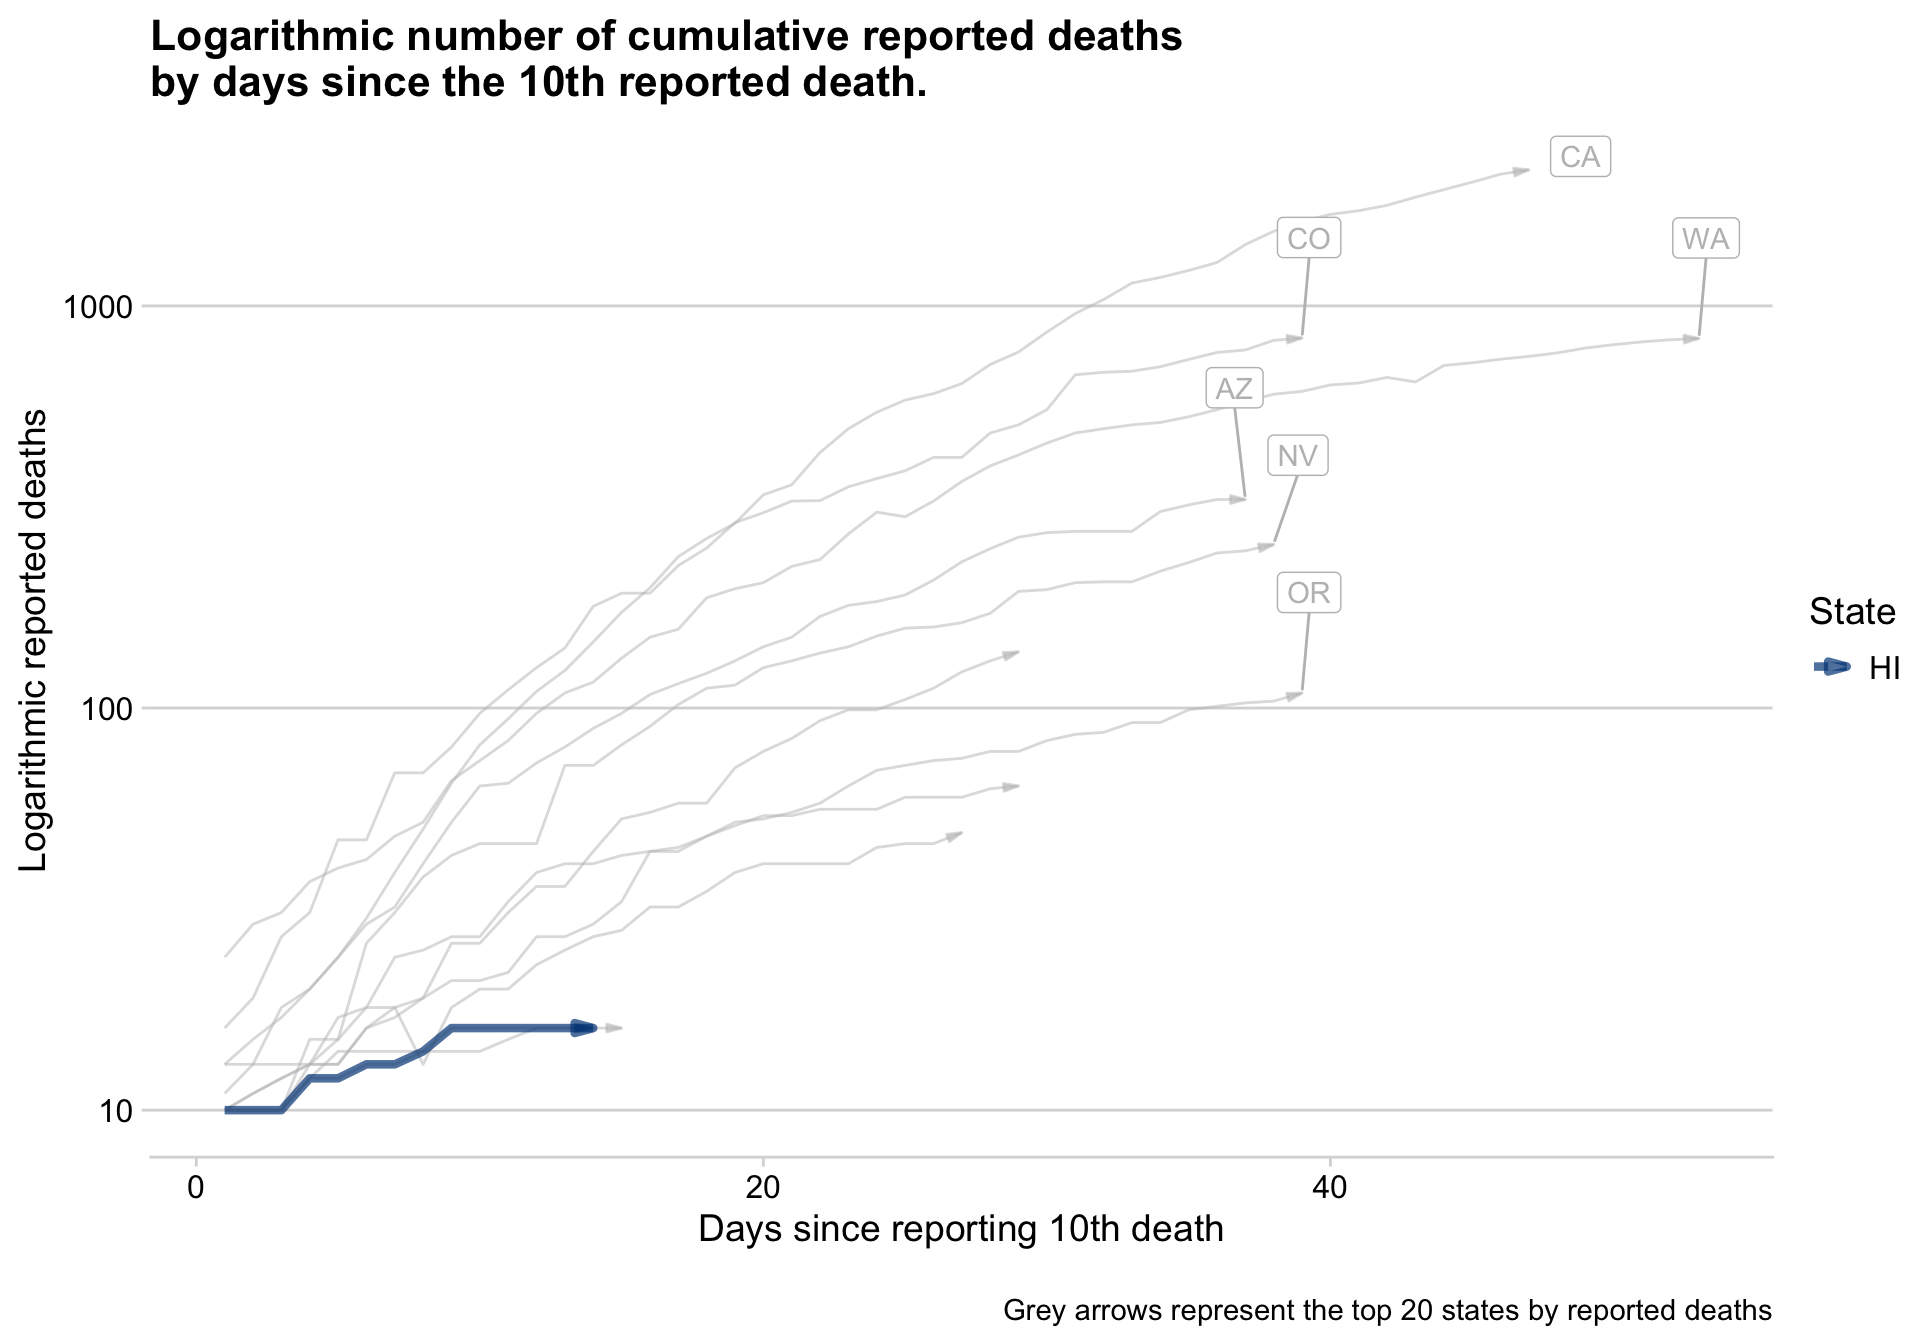 Logarithmic number of cumulative reported deaths
by days since the 10th reported death.
CA
CO
WA
1000
AZ
NV
OR
100
10
0
20
40
Logarithmic reported deaths
Days since reporting 10th death
State
HI
Grey arrows represent the top 20 states by reported deaths